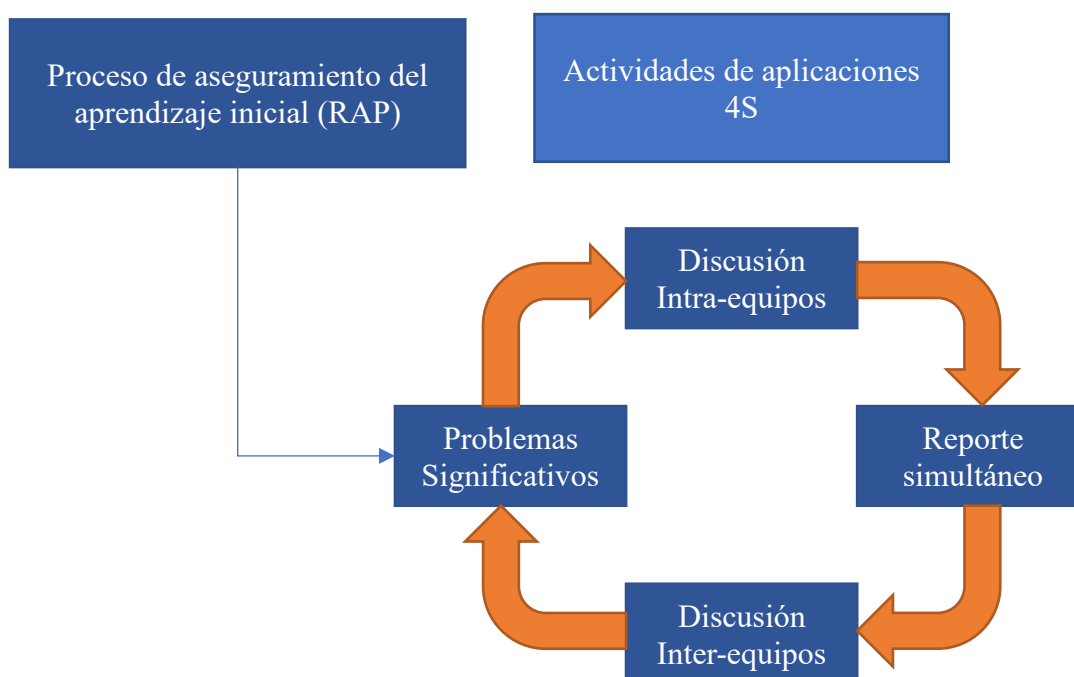 Proceso de aseguramiento del
aprendizaje inicial (RAP)
Actividades de aplicaciones
4S
Discusión
Intra-equipos
Problemas
Significativos
Reporte
simultáneo
Discusión
Inter-equipos